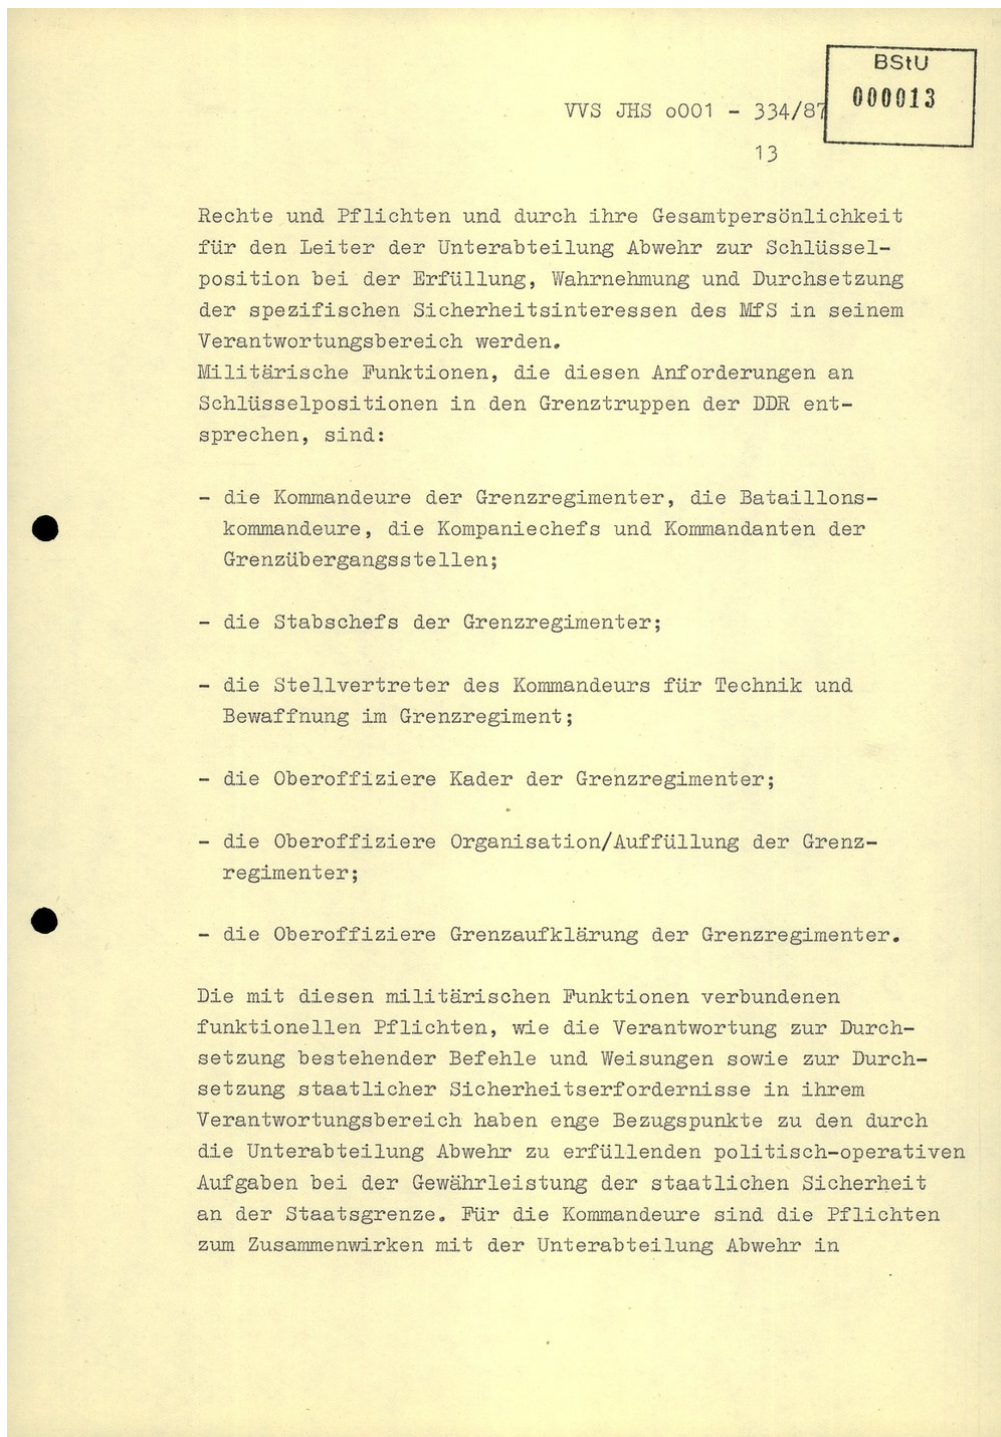 BStU
000013
VVS JHS o001 - 334/87
13
Rechte und Pflichten und durch ihre Gesamtpersönlichkeit
für den Leiter der Unterabteilung Abwehr zur Schlüssel-
position bei der Erfüllung, Wahrnehmung und Durchsetzung
der spezifischen Sicherheitsinteressen des MfS in seinem
Verantwortungsbereich werden.
Militärische Funktionen, die diesen Anforderungen an
Schlüsselpositionen in den Grenztruppen der DDR ent-
sprechen, sind:
- die Kommandeure der Grenzregimenter, die Bataillons-
kommandeure, die Kompaniechefs und Kommandanten der
Grenzübergangsstellen;
- die Stabschefs der Grenzregimenter;
- die Stellvertreter des Kommandeurs für Technik und
Bewaffnung im Grenzregiment;
- die Oberoffiziere Kader der Grenzregimenter;
- die Oberoffiziere Organisation/Auffüllung der Grenz-
regimenter;
- die Oberoffiziere Grenzaufklärung der Grenzregimenter.
Die mit diesen militärischen Funktionen verbundenen
funktionellen Pflichten, wie die Verantwortung zur Durch-
setzung bestehender Befehle und Weisungen sowie zur Durch-
setzung staatlicher Sicherheitserfordernisse in ihrem
Verantwortungsbereich haben enge Bezugspunkte zu den durch
die Unterabteilung Abwehr zu erfüllenden politisch-operativen
Aufgaben bei der Gewährleistung der staatlichen Sicherheit
an der Staatsgrenze. Für die Kommandeure sind die Pflichten
zum Zusammenwirken mit der Unterabteilung Abwehr in